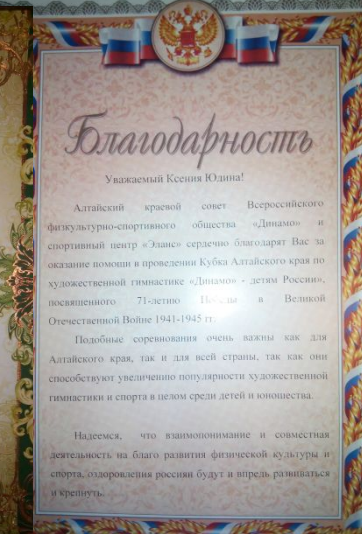 Благодарность
Уважаемый Ксения Юдина!
Алтайский краевой совет Всероссийского
физкультурно-спортивного общества «Динамо» и
спортивный центр «Эланс» сердечно благодарят Вас за
оказание помощи в проведении Кубка Алтайского края по
художественной гимнастике «Динамо» - детям России»,
посвященного 71-летию в Великой
Отечественной Войне 1941-1945 гг.
Подобные соревнования очень важны как для
Алтайского края, так и для всей страны, так как они
способствуют увеличению популярности художественной
гимнастики и спорта в целом среди детей и юношества.
Надеемся, что взаимопонимание и совместная
деятельность на благо развития физической культуры и
спорта, оздоровления россиян будут и впредь развиваться
и крепнуть.